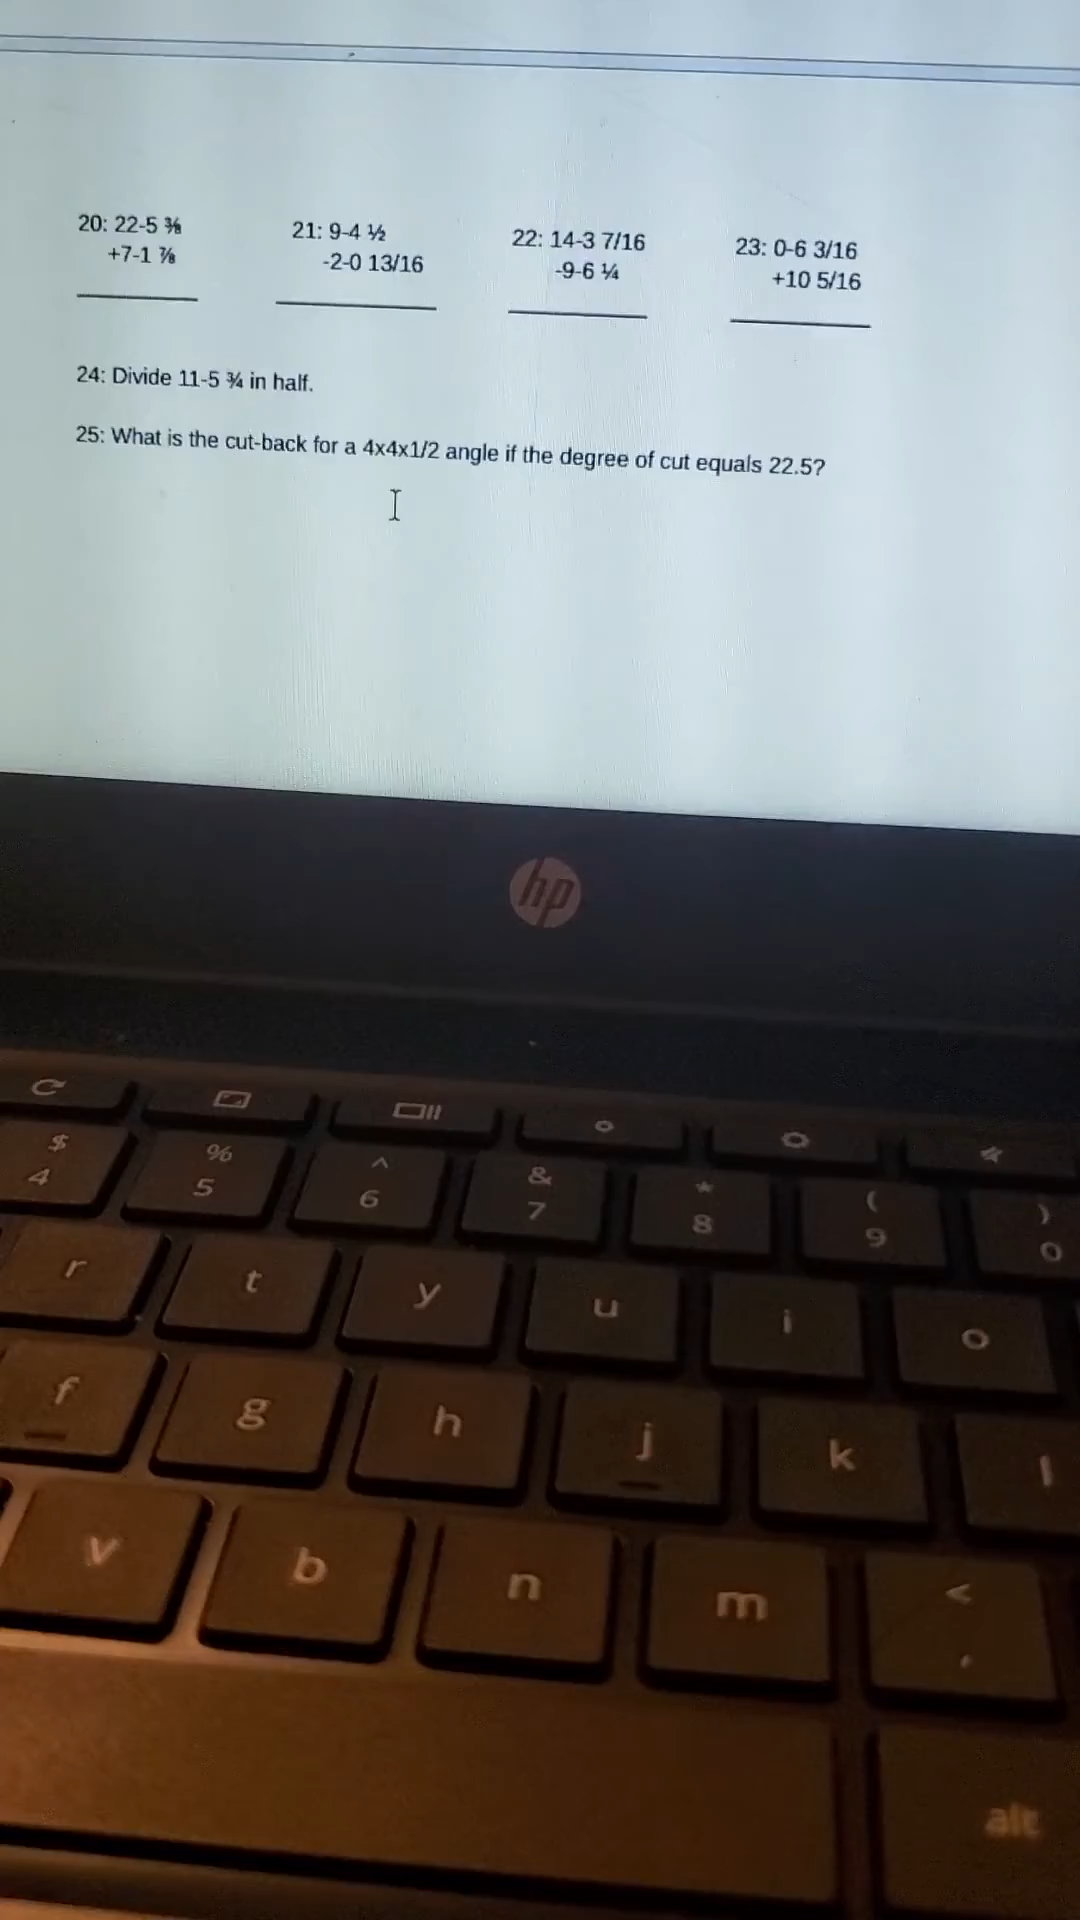 20: 22-5 ⅜
+7-1 ⅞
21: 9-4 ½
-2-0 13/16
22: 14-3 7/16
-9-6 ¼
23: 0-6 3/16
+10 5/16
24: Divide 11-5 ¾ in half.
25: What is the cut-back for a 4x4x1/2 angle if the degree of cut equals 22.5?
hp
$ % ^ & * ( )
4 5 6 7 8 9 0
r t y u i o
f g h j k l
v b n m <
,
alt